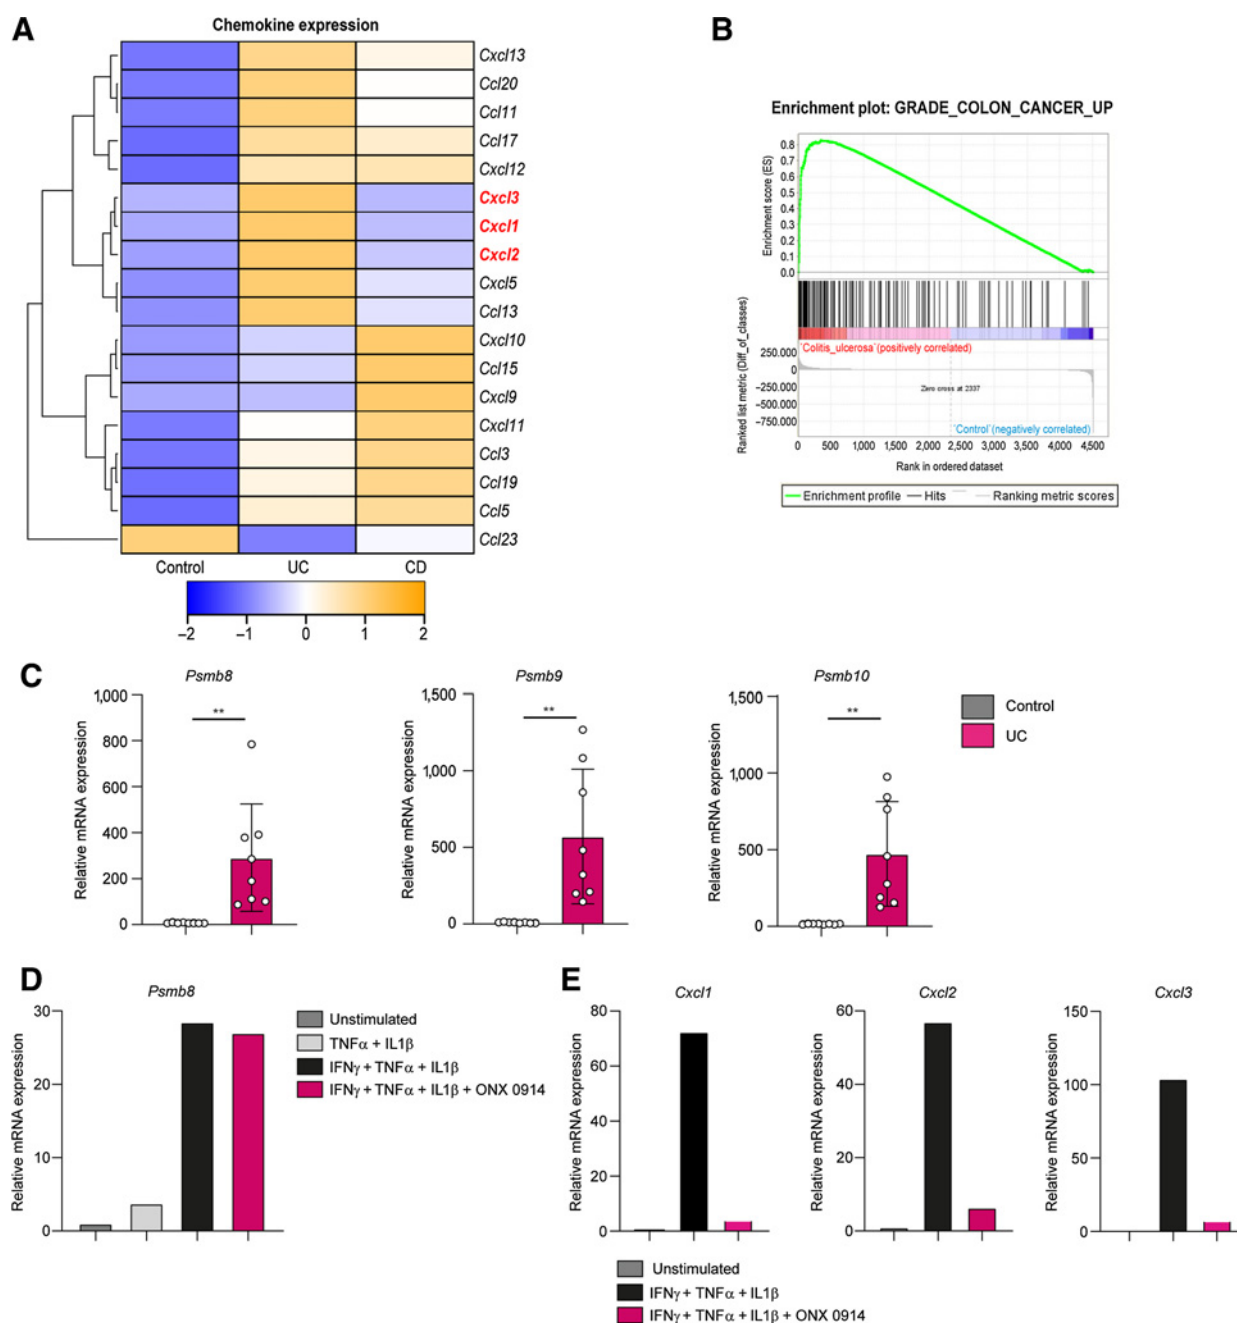 A
Chemokine expression
Cxcl13
Ccl20
Ccl11
Ccl17
Cxcl12
Cxcl3
Cxcl1
Cxcl2
Cxcl5
Ccl13
Cxcl10
Ccl15
Cxcl9
Cxcl11
Ccl3
Ccl19
Ccl5
Ccl23
Control UC CD
–2 –1 0 1 2
B
Enrichment plot: GRADE_COLON_CANCER_UP
Enrichment score (ES)
0.8
0.7
0.6
0.5
0.4
0.3
0.2
0.1
0.0
Ranked list metric (Diff_of_classes)
'Colitis_ulcerosa' (positively correlated)
250.000
0
–250.000
–500.000
–750.000
Zero cross at 2337
'Control' (negatively correlated)
0 500 1,000 1,500 2,000 2,500 3,000 3,500 4,000 4,500
Rank in ordered dataset
Enrichment profile Hits Ranking metric scores
C
Psmb8
Relative mRNA expression
1,000
800
600
400
200
0
**
Psmb9
Relative mRNA expression
1,500
1,000
500
0
**
Psmb10
Relative mRNA expression
1,500
1,000
500
0
**
Control
UC
D
Psmb8
Relative mRNA expression
30
20
10
0
Unstimulated
TNFα + IL1β
IFNγ + TNFα + IL1β
IFNγ + TNFα + IL1β + ONX 0914
E
Cxcl1
Relative mRNA expression
80
60
40
20
0
Cxcl2
Relative mRNA expression
60
40
60
0
Cxcl3
Relative mRNA expression
150
100
50
0
Unstimulated
IFNγ + TNFα + IL1β
IFNγ + TNFα + IL1β + ONX 0914